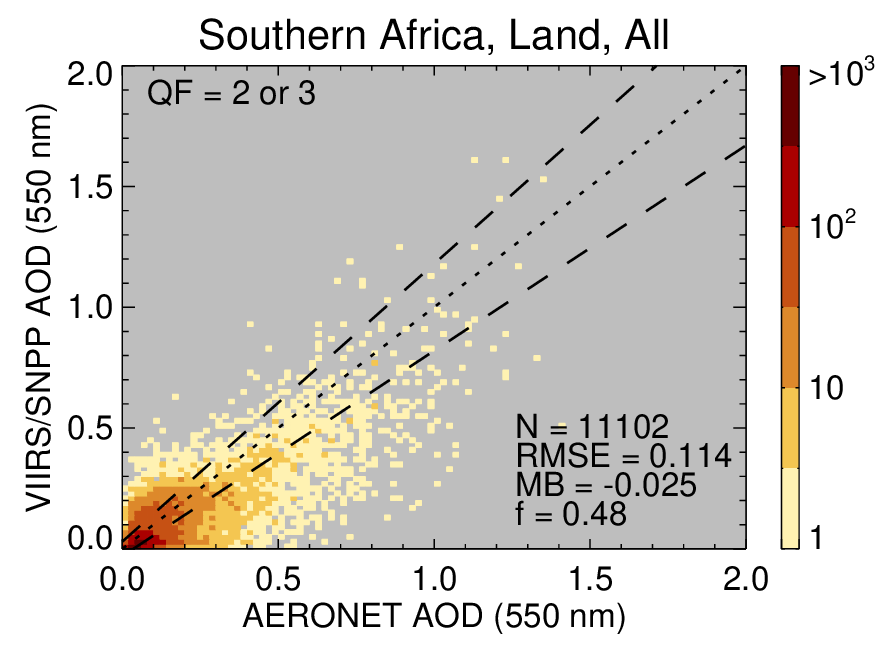 Southern Africa, Land, All
QF = 2 or 3
2.0
1.5
1.0
0.5
0.0
VIIRS/SNPP AOD (550 nm)
N = 11102
RMSE = 0.114
MB = -0.025
f = 0.48
0.0 0.5 1.0 1.5 2.0
AERONET AOD (550 nm)
>10³
10²
10
1